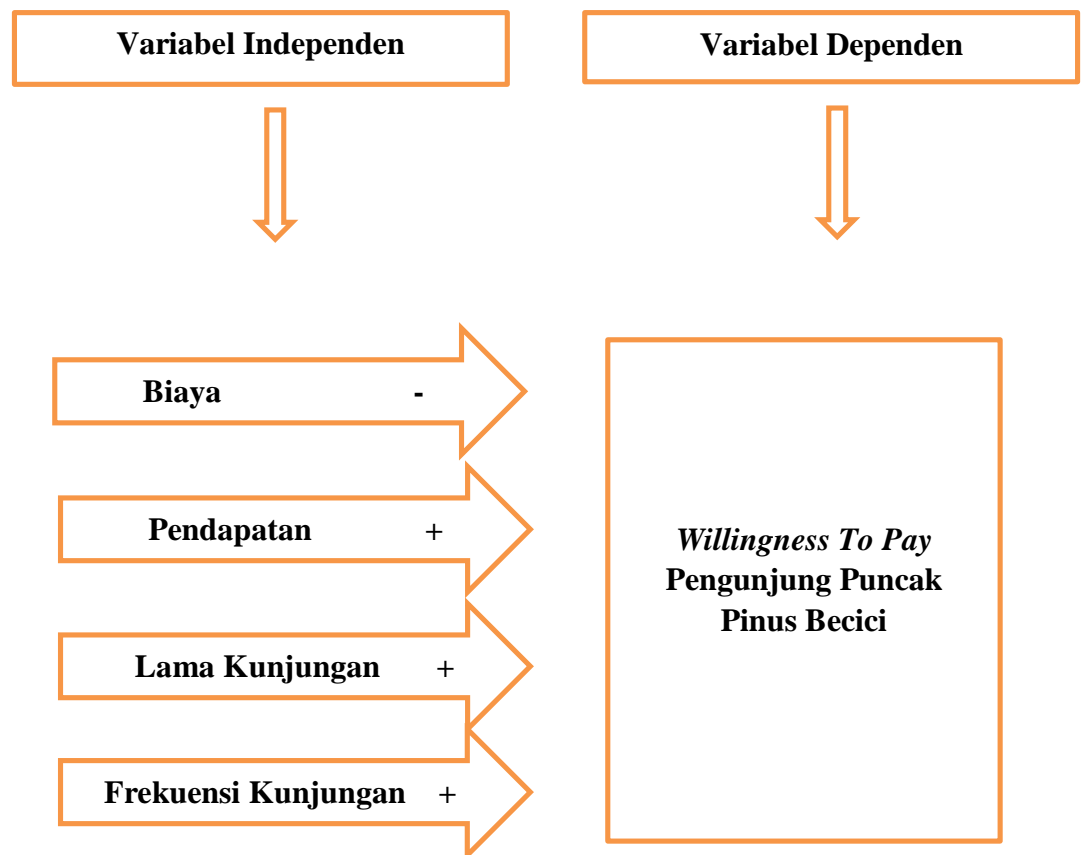 Variabel Independen
Variabel Dependen
Biaya -
Pendapatan +
Lama Kunjungan +
Frekuensi Kunjungan +
Willingness To Pay
Pengunjung Puncak
Pinus Becici